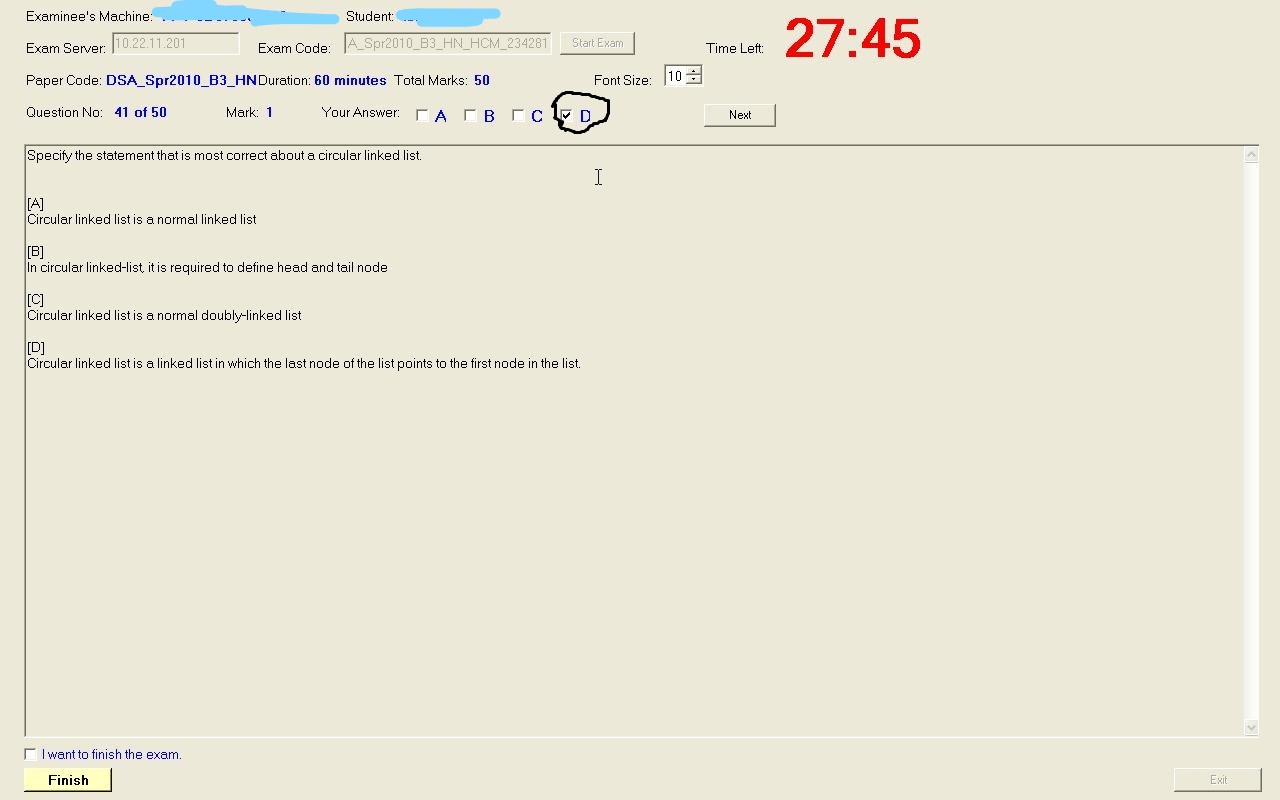 Examinee's Machine: Student:
Exam Server: 10.22.11.201 Exam Code: A_Spr2010_B3_HN_HCM_234281 Start Exam Time Left: 27:45
Paper Code: DSA_Spr2010_B3_HN Duration: 60 minutes Total Marks: 50 Font Size: 10
Question No: 41 of 50 Mark: 1 Your Answer: A B C D Next
Specify the statement that is most correct about a circular linked list.
[A]
Circular linked list is a normal linked list
[B]
In circular linked-list, it is required to define head and tail node
[C]
Circular linked list is a normal doubly-linked list
[D]
Circular linked list is a linked list in which the last node of the list points to the first node in the list.
I want to finish the exam.
Finish Exit